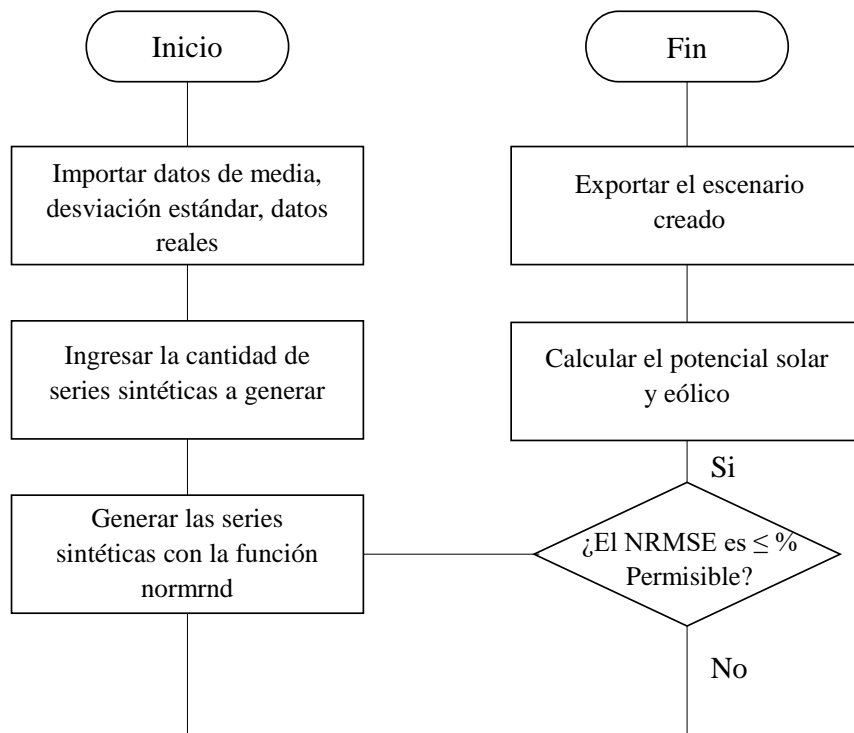 Inicio
Importar datos de media,
desviación estándar, datos
reales
Ingresar la cantidad de
series sintéticas a generar
Generar las series
sintéticas con la función
normrnd
Fin
Exportar el escenario
creado
Calcular el potencial solar
y eólico
Si
¿El NRMSE es ≤ %
Permisible?
No